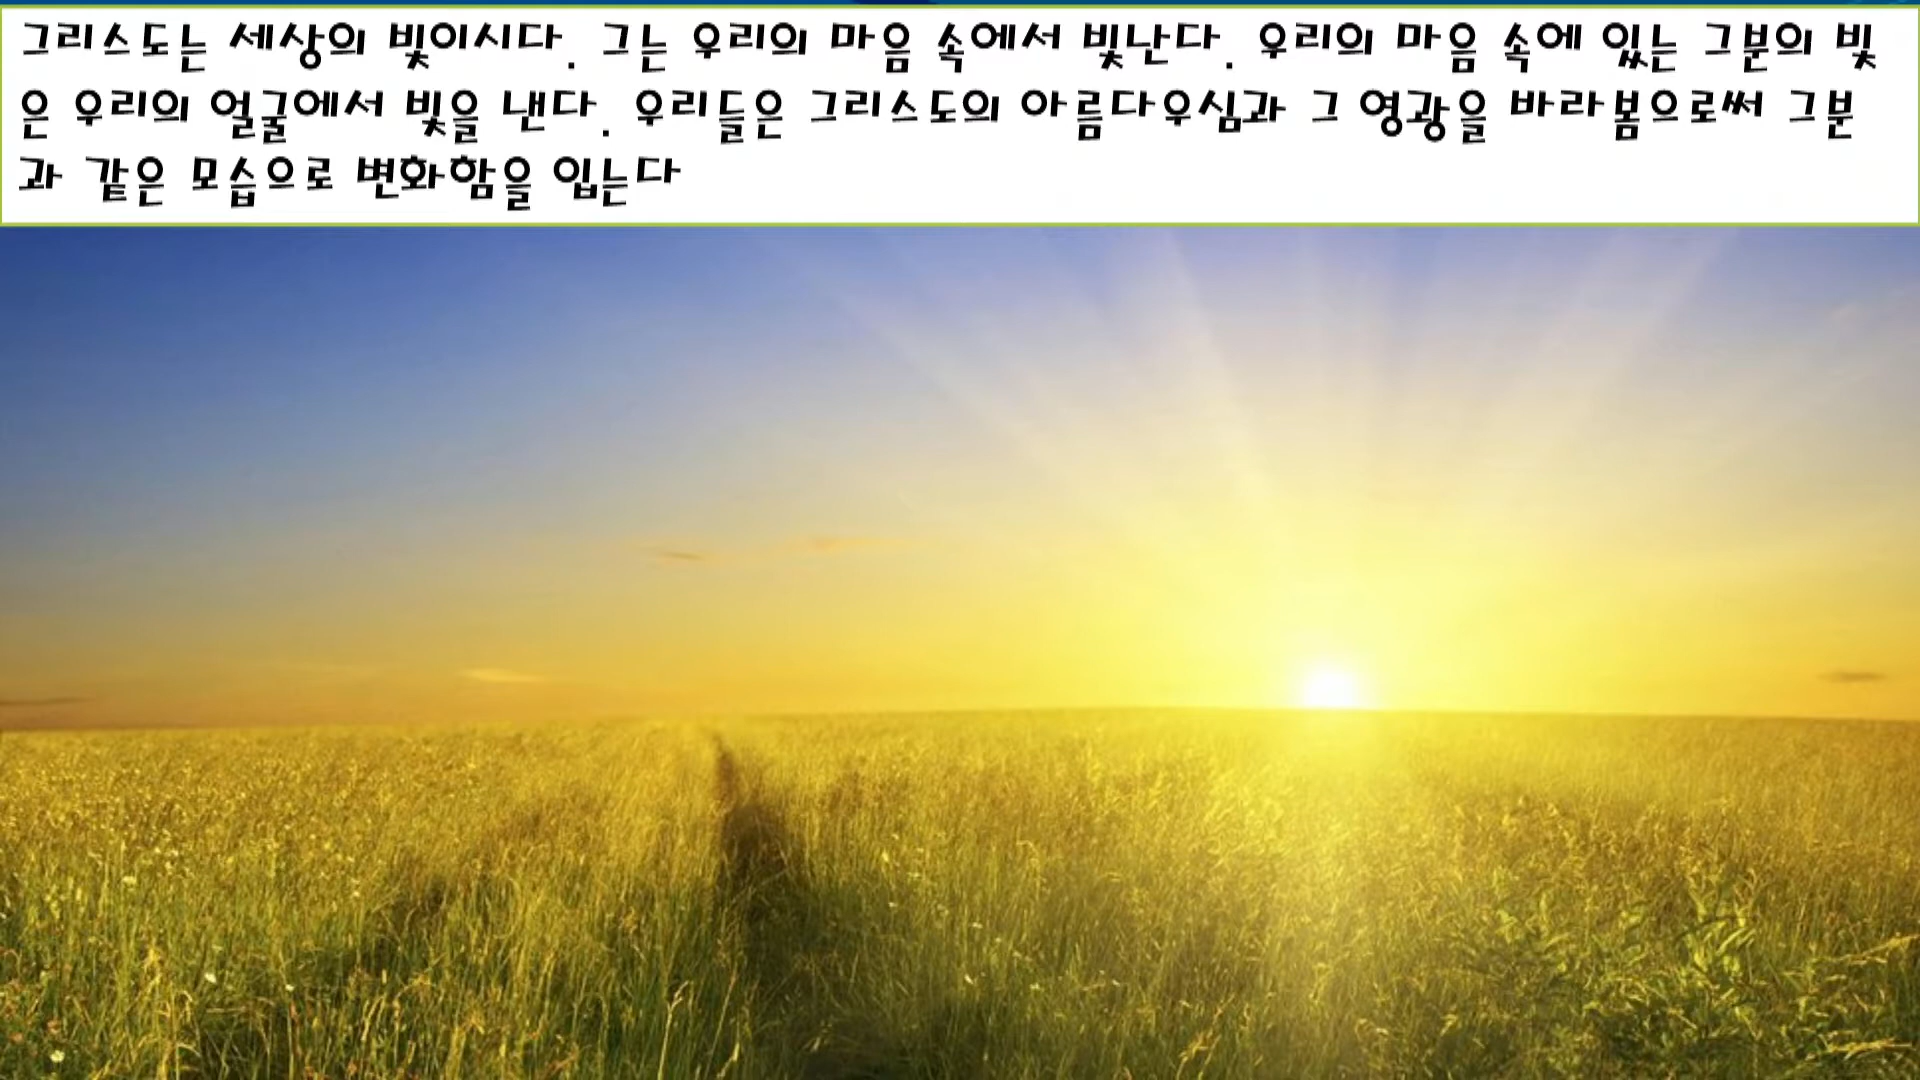 그리스도는 세상의 빛이시다. 그는 우리의 마음 속에서 빛난다. 우리의 마음 속에 있는 그분의 빛
은 우리의 얼굴에서 빛을 낸다. 우리들은 그리스도의 아름다우심과 그 영광을 바라봄으로써 그분
과 같은 모습으로 변화함을 입는다